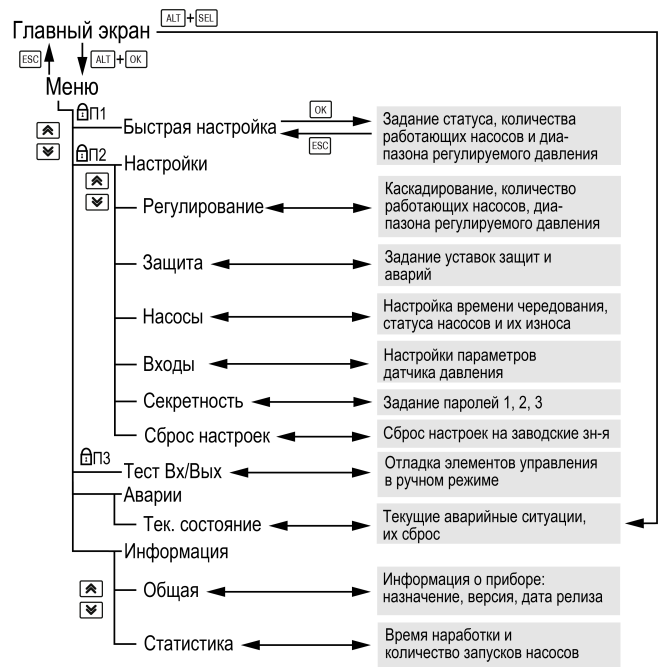 ALT + SEL
Главный экран
ESC
ALT + OK
Меню
П1
Быстрая настройка
OK
ESC
Задание статуса, количества
работающих насосов и диа-
пазона регулируемого давления
П2
Настройки
Регулирование
Каскадирование, количество
работающих насосов, диа-
пазона регулируемого давления
Защита
Задание уставок защит и
аварий
Насосы
Настройка времени чередования,
статуса насосов и их износа
Входы
Настройки параметров
датчика давления
Секретность
Задание паролей 1, 2, 3
Сброс настроек
Сброс настроек на заводские зн-я
П3
Тест Вх/Вых
Отладка элементов управления
в ручном режиме
Аварии
Тек. состояние
Текущие аварийные ситуации,
их сброс
Информация
Общая
Информация о приборе:
назначение, версия, дата релиза
Статистика
Время наработки и
количество запусков насосов